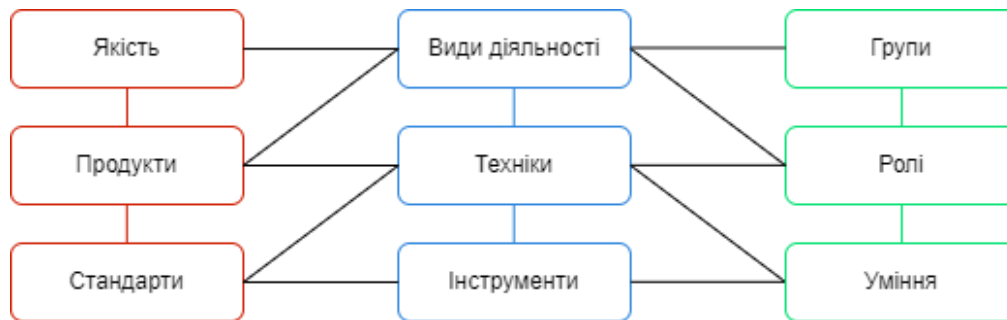 Якість
Види діяльності
Групи
Продукти
Техніки
Ролі
Стандарти
Інструменти
Уміння